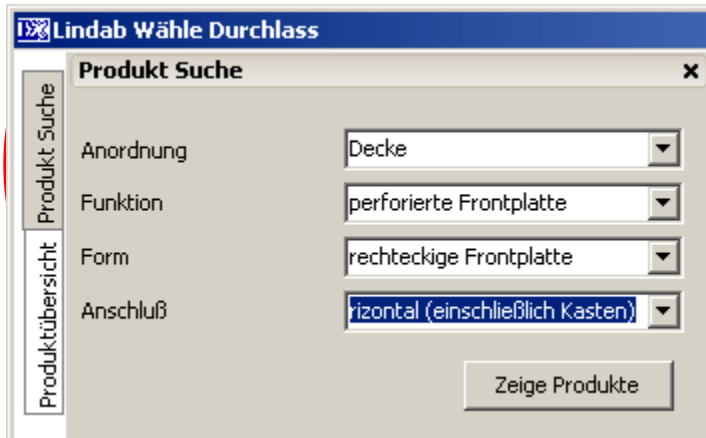 Lindab Wähle Durchlass
Produkt Suche
Produkt Suche
Produktübersicht
Anordnung Decke
Funktion perforierte Frontplatte
Form rechteckige Frontplatte
Anschluß rizontal (einschließlich Kasten)
Zeige Produkte